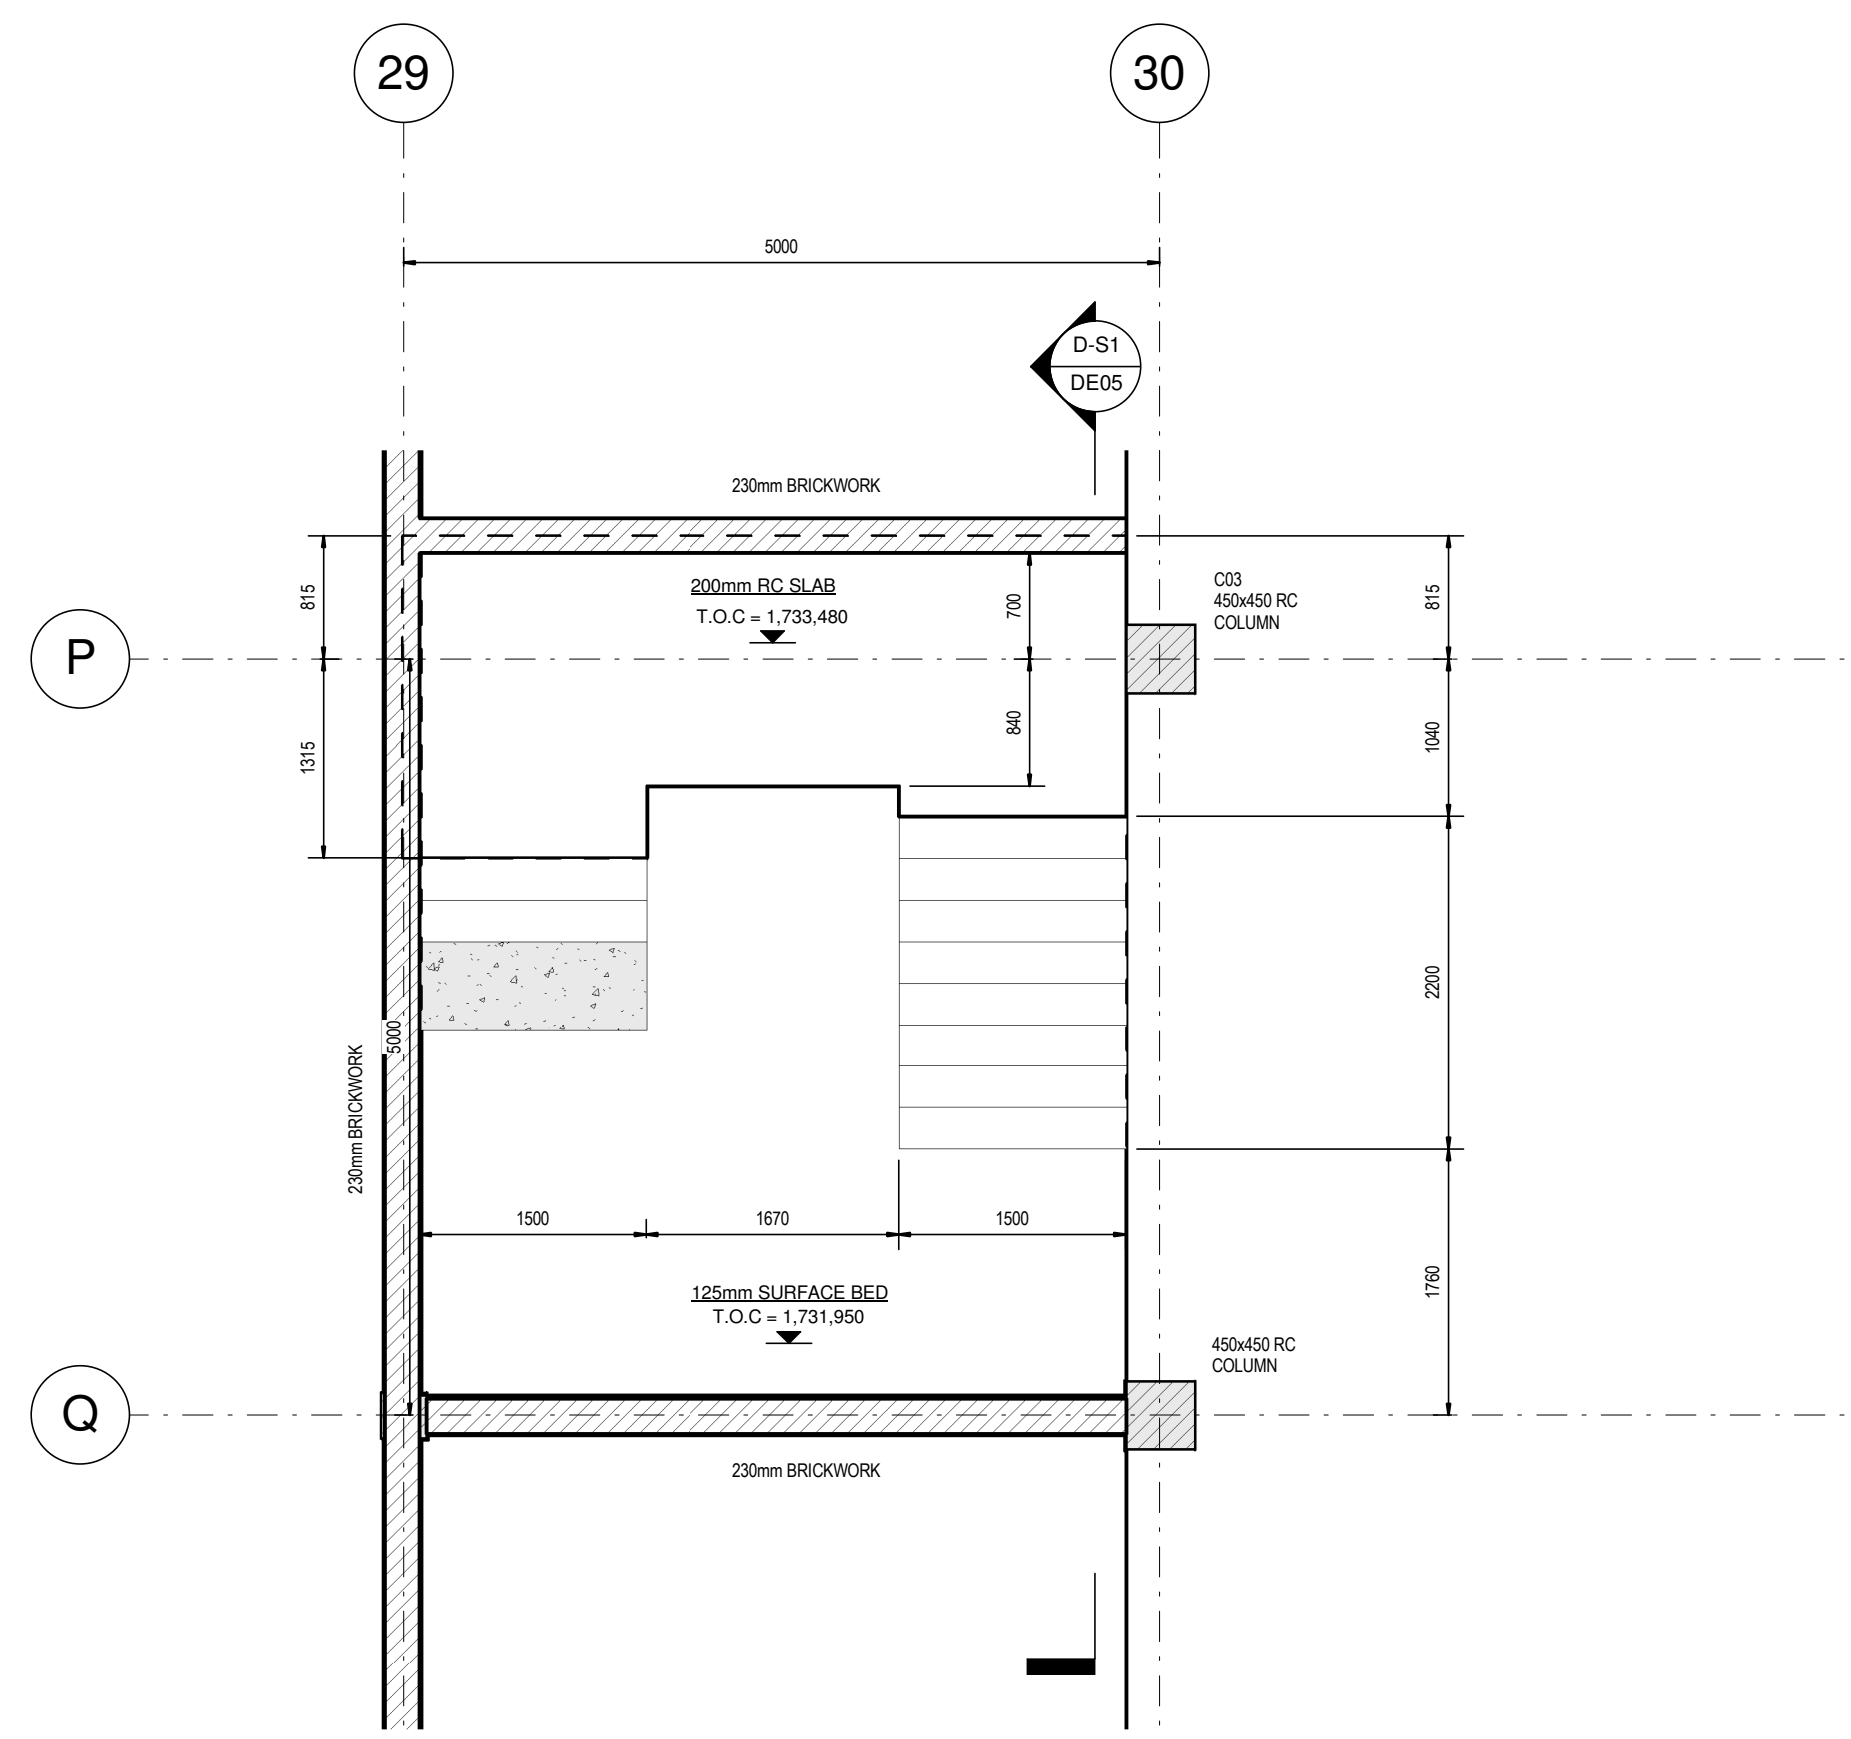 29
30
5000
D-S1
DE05
230mm BRICKWORK
200mm RC SLAB
T.O.C = 1,733,480
815
700
C03
450x450 RC
COLUMN
815
P
1315
840
1040
2200
5000
230mm BRICKWORK
1500
1670
1500
125mm SURFACE BED
T.O.C = 1,731,950
1760
450x450 RC
COLUMN
Q
230mm BRICKWORK